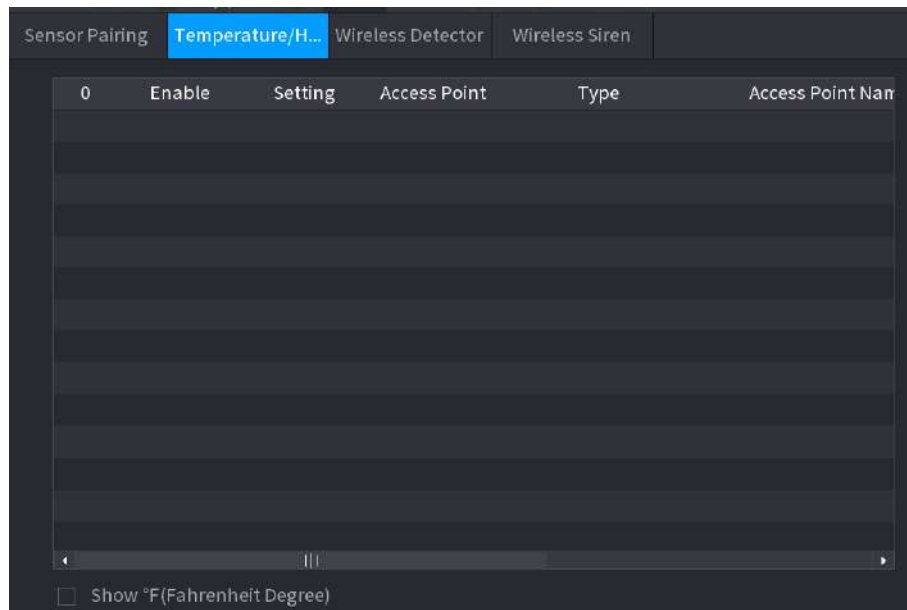 Sensor Pairing Temperature/H... Wireless Detector Wireless Siren
0 Enable Setting Access Point Type Access Point Nam
Show °F(Fahrenheit Degree)